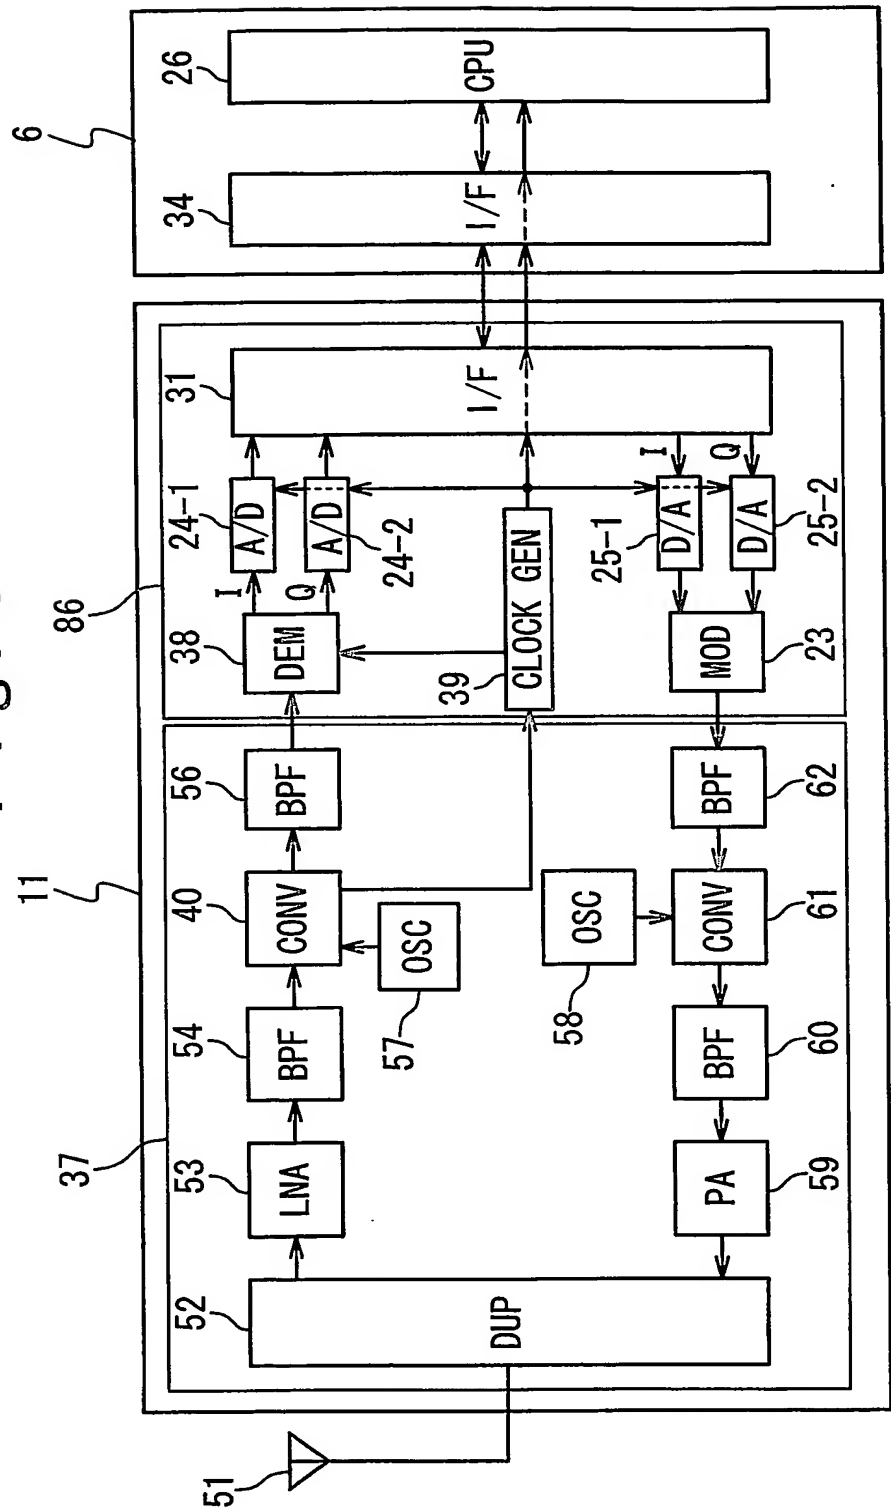 6
34
26
I/F
CPU
11
86
31
I/F
24-1
A/D
24-2
A/D
I
Q
38
DEM
39
CLOCK GEN
I
Q
25-1
D/A
25-2
D/A
23
MOD
37
51
52
DUP
53
LNA
54
BPF
40
CONV
56
BPF
57
OSC
58
OSC
59
PA
60
BPF
61
CONV
62
BPF